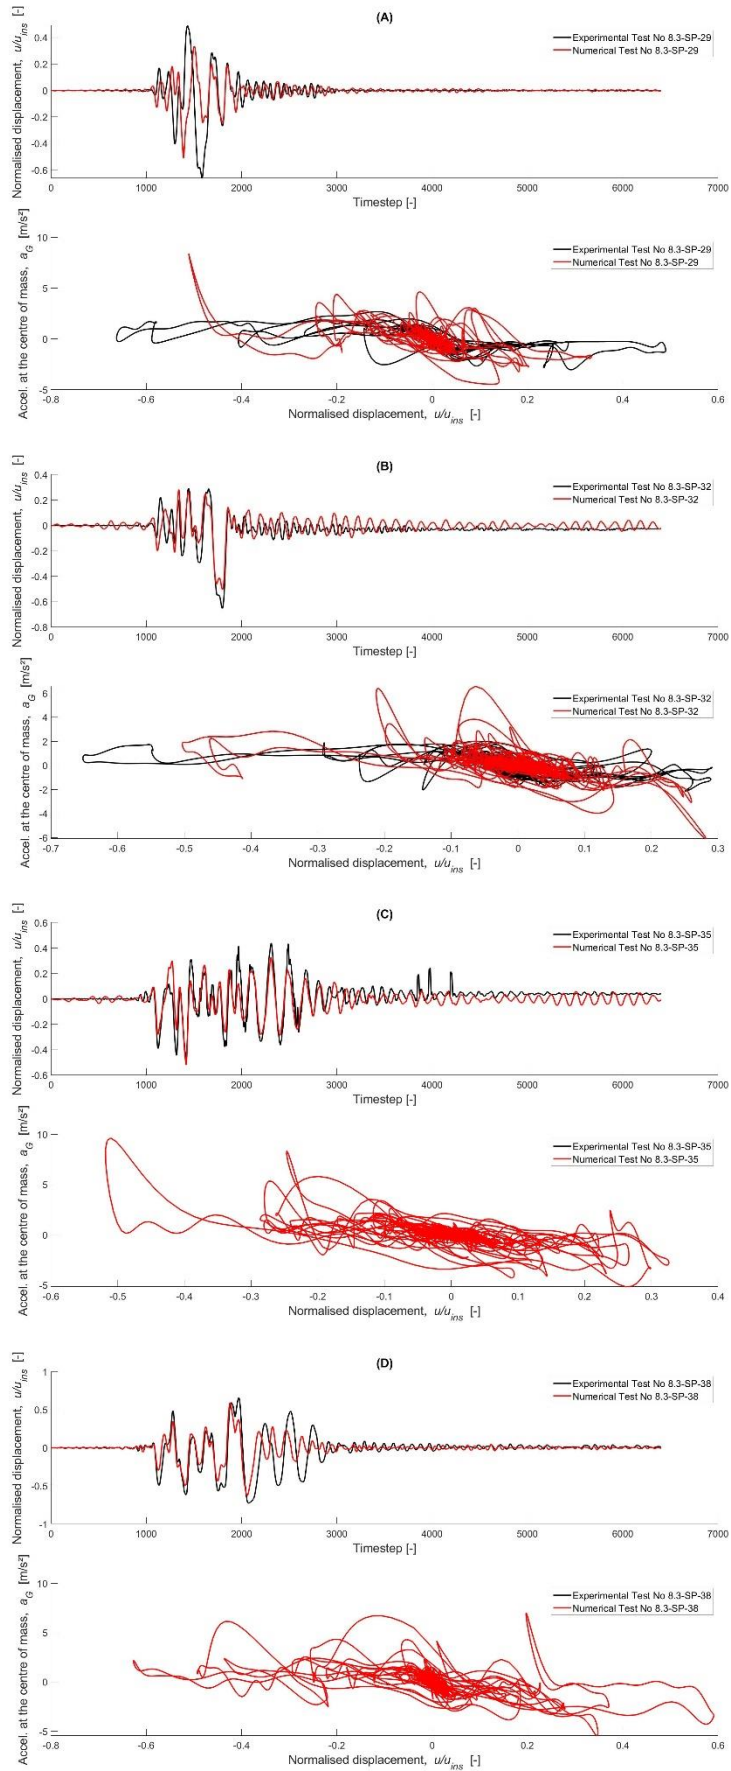 (A)
Normalised displacement, u/u_ins [-]
0.4
0.2
0
-0.2
-0.4
-0.6
Experimental Test No 8.3-SP-29
Numerical Test No 8.3-SP-29
0 1000 2000 3000 4000 5000 6000 7000
Timestep [-]
Accel. at the centre of mass, a_G [m/s²]
10
5
0
-5
Experimental Test No 8.3-SP-29
Numerical Test No 8.3-SP-29
-0.8 -0.6 -0.4 -0.2 0 0.2 0.4 0.6
Normalised displacement, u/u_ins [-]
(B)
Normalised displacement, u/u_ins [-]
0.4
0.2
0
-0.2
-0.4
-0.6
-0.8
Experimental Test No 8.3-SP-32
Numerical Test No 8.3-SP-32
0 1000 2000 3000 4000 5000 6000 7000
Timestep [-]
Accel. at the centre of mass, a_G [m/s²]
6
4
2
0
-2
-4
-6
Experimental Test No 8.3-SP-32
Numerical Test No 8.3-SP-32
-0.7 -0.6 -0.5 -0.4 -0.3 -0.2 -0.1 0 0.1 0.2 0.3
Normalised displacement, u/u_ins [-]
(C)
Normalised displacement, u/u_ins [-]
0.6
0.4
0.2
0
-0.2
-0.4
-0.6
Experimental Test No 8.3-SP-35
Numerical Test No 8.3-SP-35
0 1000 2000 3000 4000 5000 6000 7000
Timestep [-]
Accel. at the centre of mass, a_G [m/s²]
10
5
0
-5
Experimental Test No 8.3-SP-35
Numerical Test No 8.3-SP-35
-0.6 -0.5 -0.4 -0.3 -0.2 -0.1 0 0.1 0.2 0.3 0.4
Normalised displacement, u/u_ins [-]
(D)
Normalised displacement, u/u_ins [-]
1
0.5
0
-0.5
-1
Experimental Test No 8.3-SP-38
Numerical Test No 8.3-SP-38
0 1000 2000 3000 4000 5000 6000 7000
Timestep [-]
Accel. at the centre of mass, a_G [m/s²]
10
5
0
-5
Experimental Test No 8.3-SP-38
Numerical Test No 8.3-SP-38
-0.8 -0.6 -0.4 -0.2 0 0.2 0.4 0.6
Normalised displacement, u/u_ins [-]